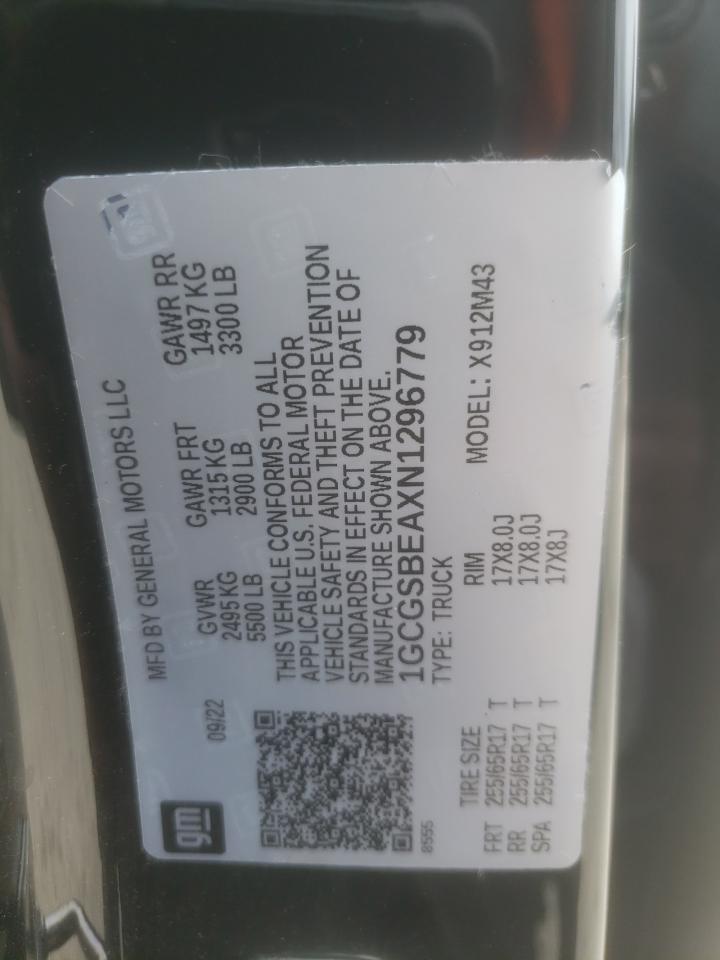 gm
MFD BY GENERAL MOTORS LLC
09/22
GVWR GAWR FRT GAWR RR
2495 KG 1315 KG 1497 KG
5500 LB 2900 LB 3300 LB
THIS VEHICLE CONFORMS TO ALL
APPLICABLE U.S. FEDERAL MOTOR
VEHICLE SAFETY AND THEFT PREVENTION
STANDARDS IN EFFECT ON THE DATE OF
MANUFACTURE SHOWN ABOVE.
1GCGSBEAXN1296779
8555
TYPE: TRUCK MODEL: X912M43
TIRE SIZE RIM
FRT 255/65R17 T 17X8.0J
RR 255/65R17 T 17X8.0J
SPA 255/65R17 T 17X8J